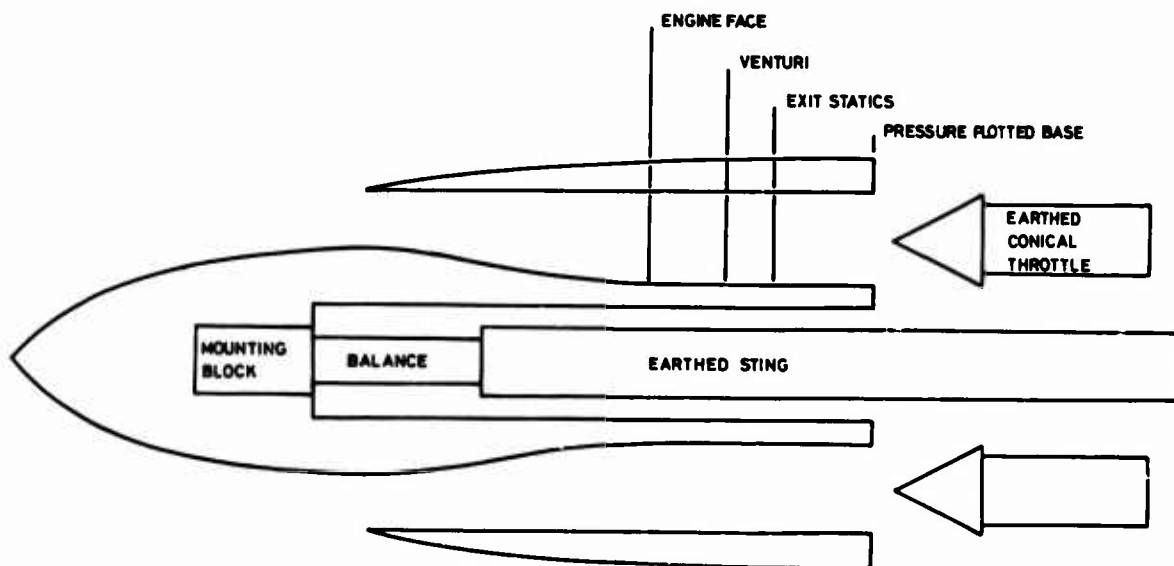 ENGINE FACE
VENTURI
EXIT STATICS
PRESSURE PLOTTED BASE
EARTHED
CONICAL
THROTTLE
MOUNTING
BLOCK
BALANCE
EARTHED STING